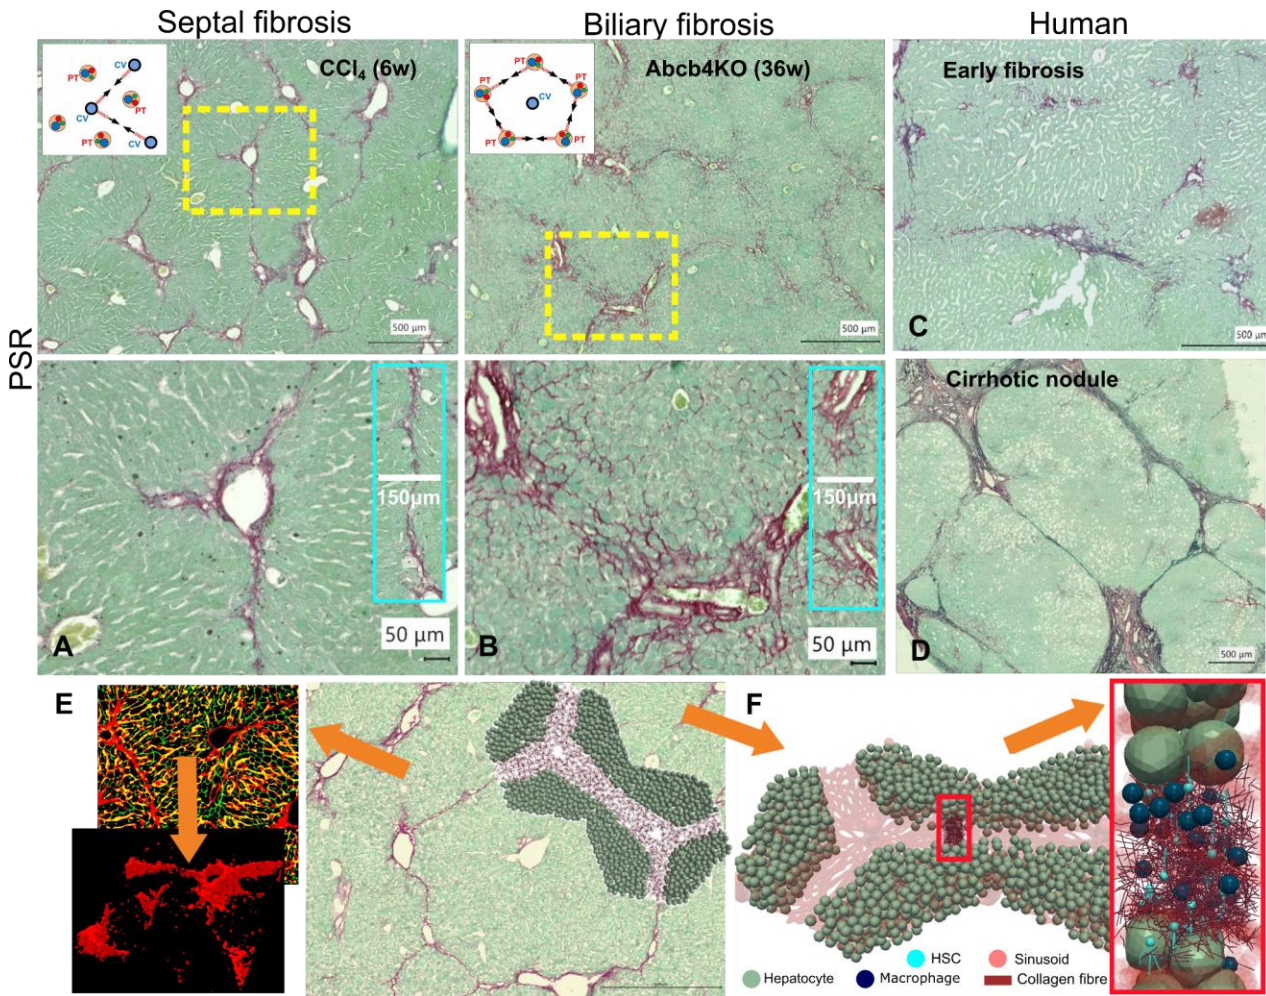 Septal fibrosis
Biliary fibrosis
Human
PSR
CCl₄ (6w)
PT
CV
CV
PT
PT
PT
CV
500 µm
Abcb4KO (36w)
PT
PT
PT
CV
PT
PT
500 µm
Early fibrosis
C
500 µm
150µm
A
50 µm
150µm
B
50 µm
Cirrhotic nodule
D
500 µm
E
F
HSC
Sinusoid
Hepatocyte
Macrophage
Collagen fibre